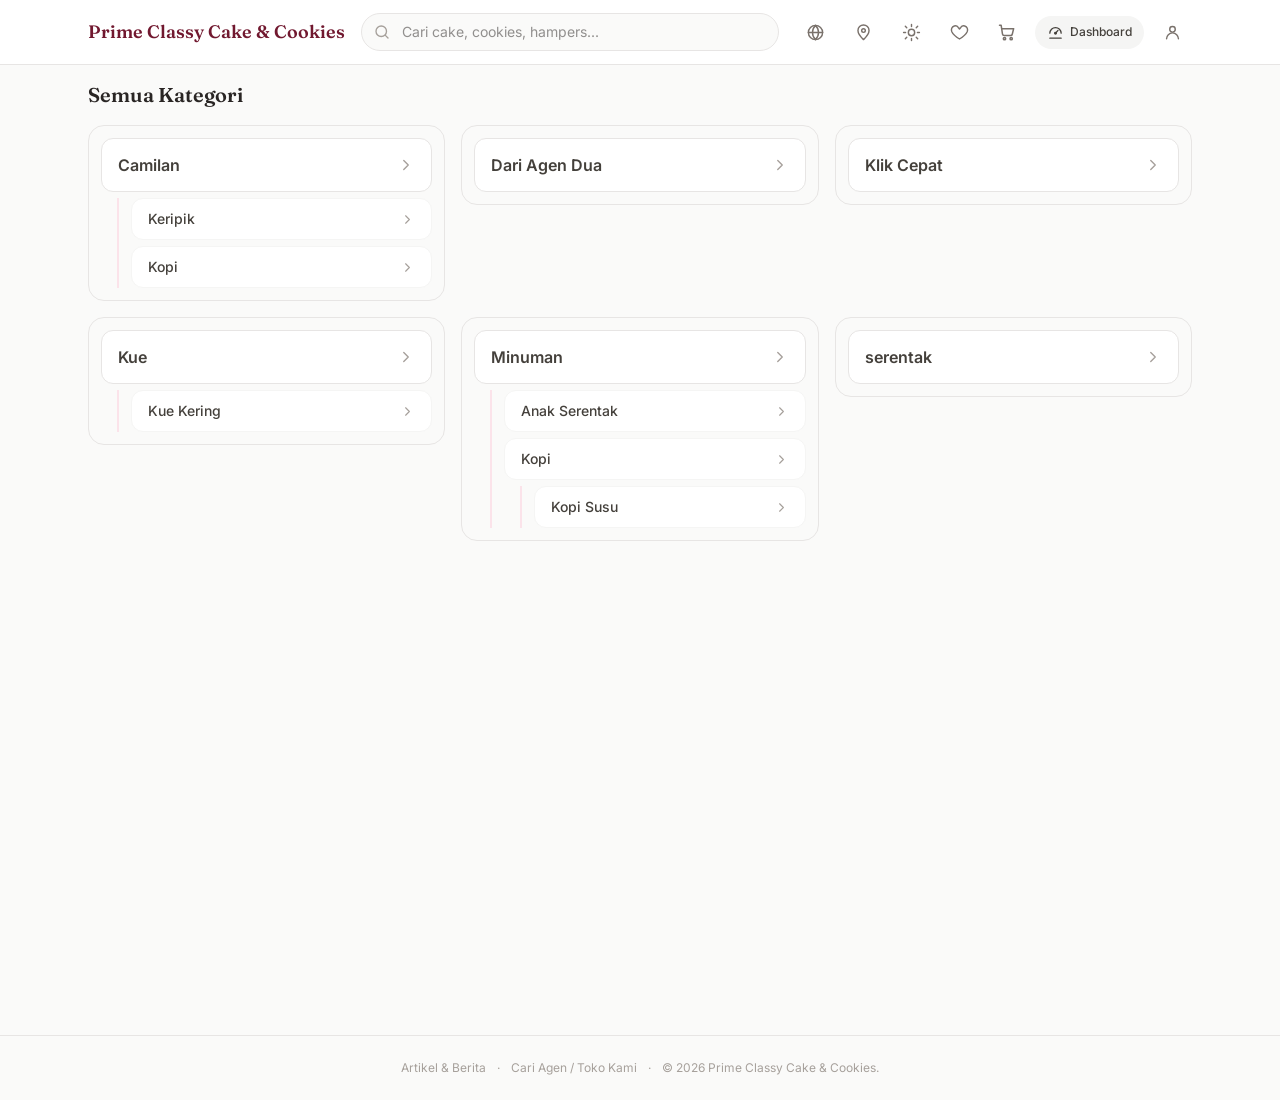 Prime Classy Cake & Cookies
Cari cake, cookies, hampers...
Dashboard
Semua Kategori
Camilan
Keripik
Kopi
Dari Agen Dua
Klik Cepat
Kue
Kue Kering
Minuman
Anak Serentak
Kopi
Kopi Susu
serentak
Artikel & Berita · Cari Agen / Toko Kami · © 2026 Prime Classy Cake & Cookies.